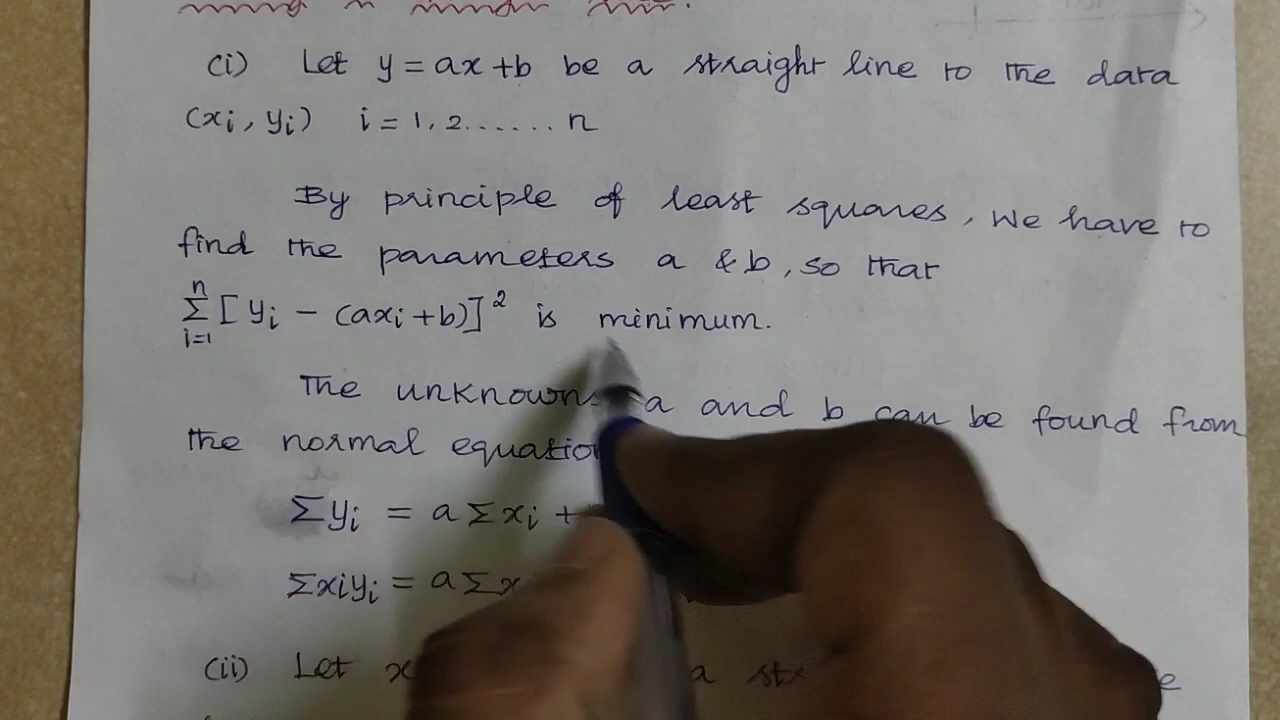 (i) Let y = ax + b be a straight line to the data
(xi, yi) i = 1, 2...... n
By principle of least squares, We have to
find the parameters a & b, so that
n
Σ [yi - (axi + b)]² is minimum.
i=1
The unknowns a and b can be found from
the normal equatio
Σyi = a Σxi +
Σxiyi = a Σx
(ii) Let x a